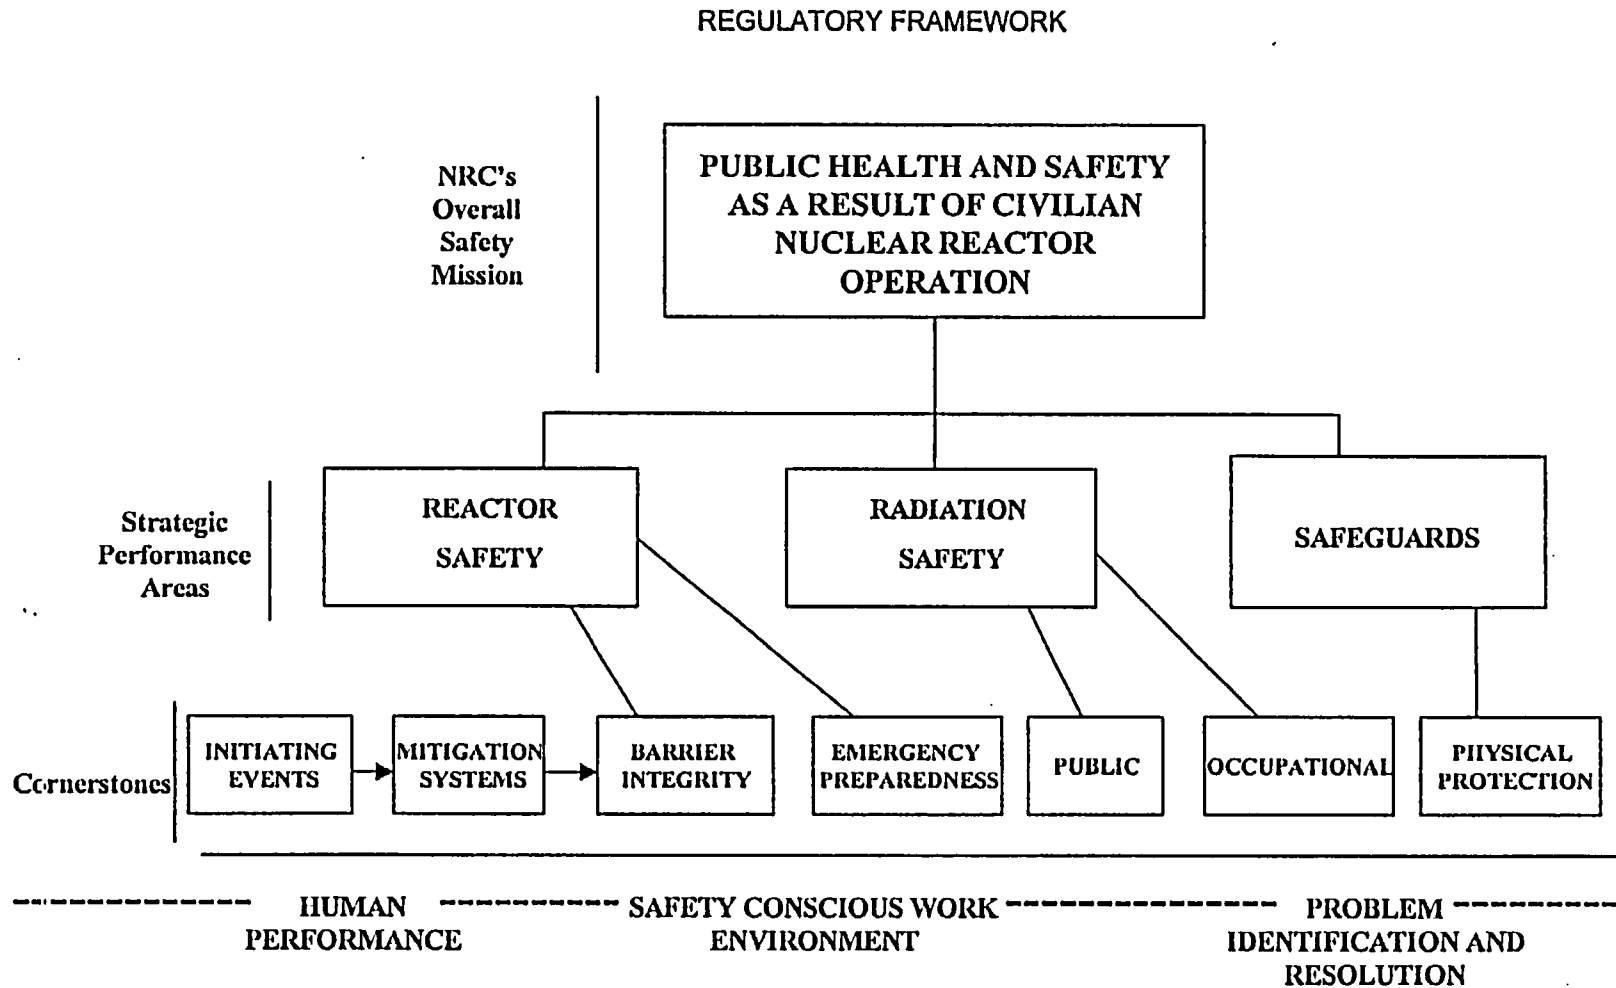 REGULATORY FRAMEWORK
NRC's
Overall
Safety
Mission
PUBLIC HEALTH AND SAFETY
AS A RESULT OF CIVILIAN
NUCLEAR REACTOR
OPERATION
Strategic
Performance
Areas
REACTOR
SAFETY
RADIATION
SAFETY
SAFEGUARDS
Cornerstones
INITIATING
EVENTS
MITIGATION
SYSTEMS
BARRIER
INTEGRITY
EMERGENCY
PREPAREDNESS
PUBLIC
OCCUPATIONAL
PHYSICAL
PROTECTION
HUMAN
PERFORMANCE
SAFETY CONSCIOUS WORK
ENVIRONMENT
PROBLEM
IDENTIFICATION AND
RESOLUTION